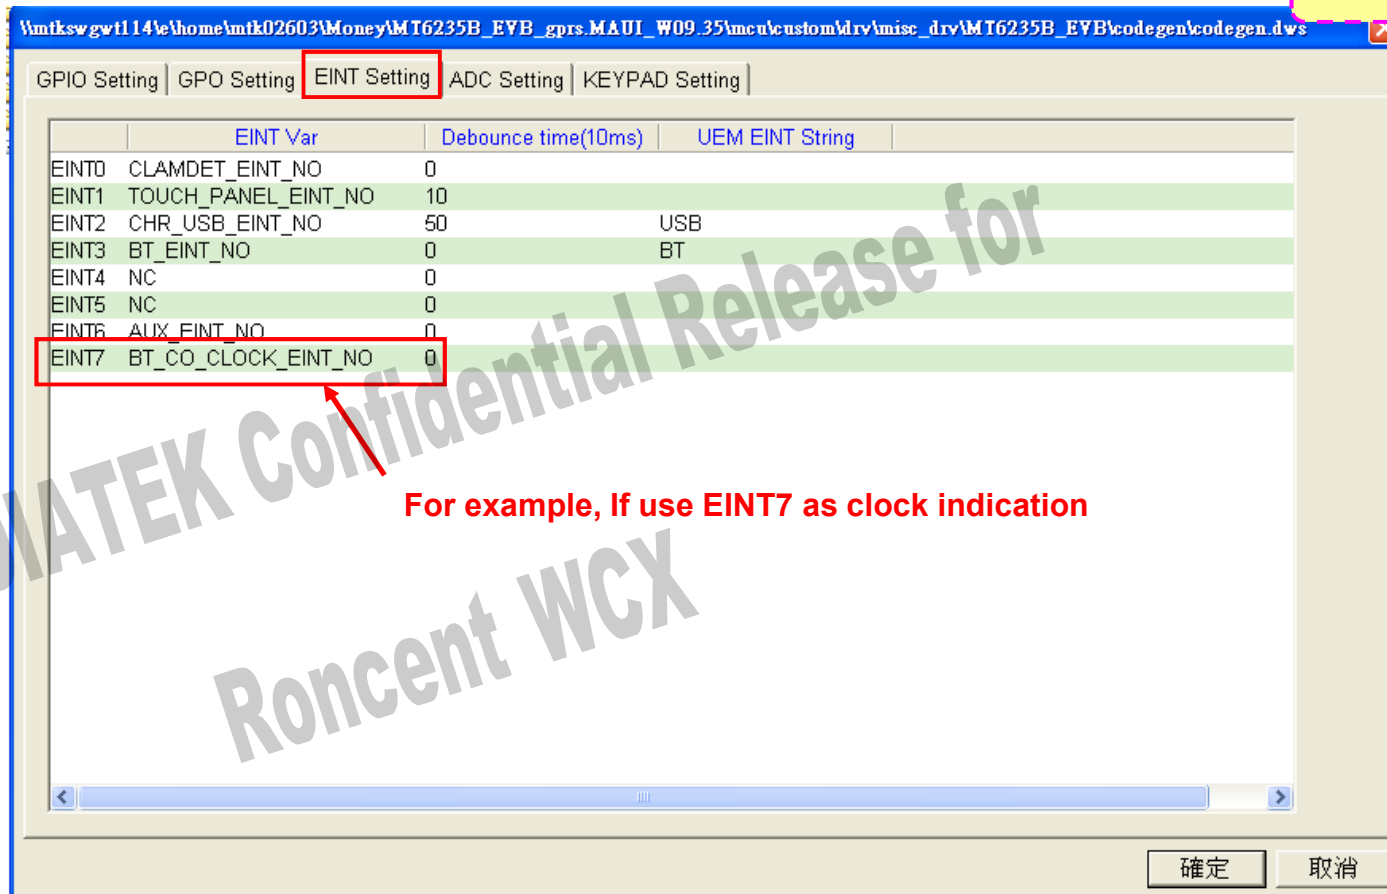 \\mtkswgwt114\e\home\mtk02603\Money\MT6235B_EVB_gprs.MAUI_W09.35\mcu\custom\drv\misc_drv\MT6235B_EVB\codegen\codegen.dws
GPIO Setting GPO Setting EINT Setting ADC Setting KEYPAD Setting
EINT Var Debounce time(10ms) UEM EINT String
EINT0 CLAMDET_EINT_NO 0
EINT1 TOUCH_PANEL_EINT_NO 10
EINT2 CHR_USB_EINT_NO 50 USB
EINT3 BT_EINT_NO 0 BT
EINT4 NC 0
EINT5 NC 0
EINT6 AUX_EINT_NO 0
EINT7 BT_CO_CLOCK_EINT_NO 0
For example, If use EINT7 as clock indication
IATEK Confidential Release for
Roncent WCX
確定 取消